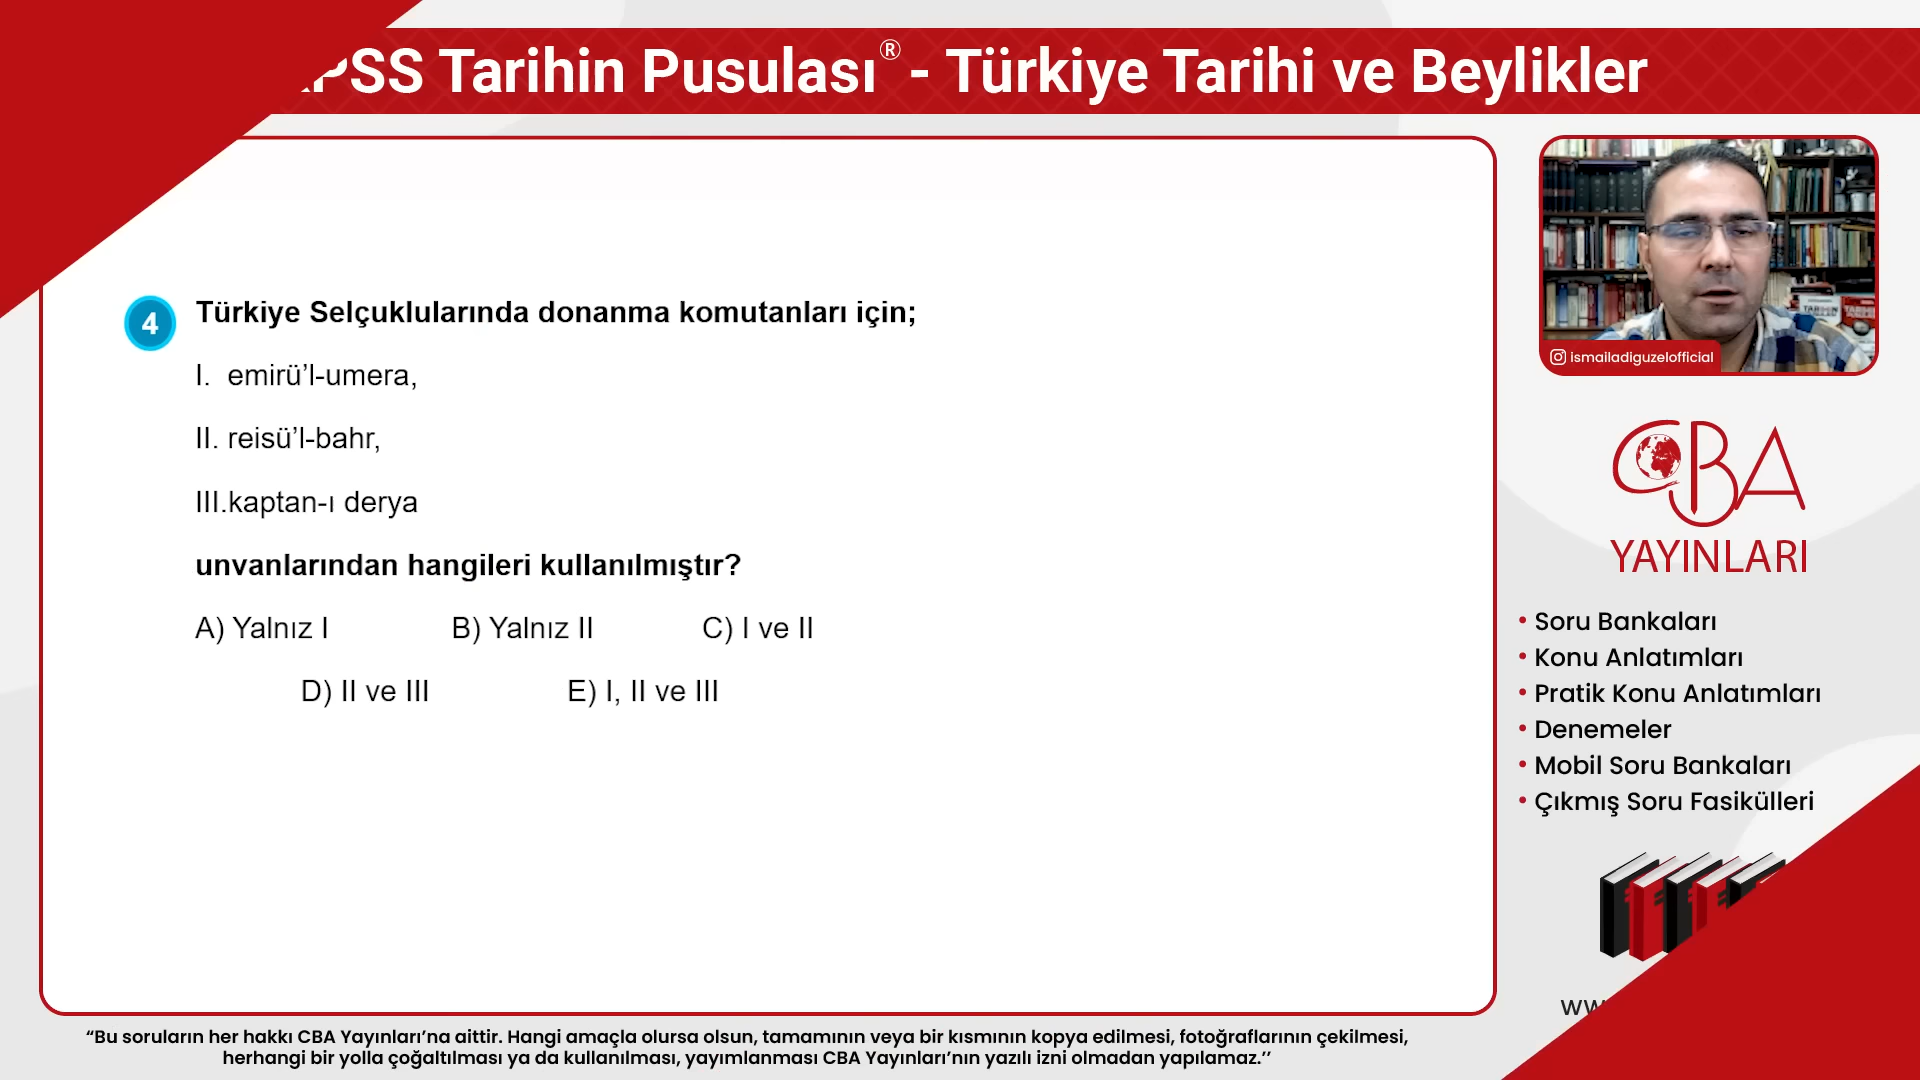 PSS Tarihin Pusulası® - Türkiye Tarihi ve Beylikler
4 Türkiye Selçuklularında donanma komutanları için;
I. emirü’l-umera,
II. reisü’l-bahr,
III.kaptan-ı derya
unvanlarından hangileri kullanılmıştır?
A) Yalnız I B) Yalnız II C) I ve II
D) II ve III E) I, II ve III
ismailadiguzelofficial
CBA
YAYINLARI
• Soru Bankaları
• Konu Anlatımları
• Pratik Konu Anlatımları
• Denemeler
• Mobil Soru Bankaları
• Çıkmış Soru Fasikülleri
“Bu soruların her hakkı CBA Yayınları’na aittir. Hangi amaçla olursa olsun, tamamının veya bir kısmının kopya edilmesi, fotoğraflarının çekilmesi,
herhangi bir yolla çoğaltılması ya da kullanılması, yayımlanması CBA Yayınları’nın yazılı izni olmadan yapılamaz.’’